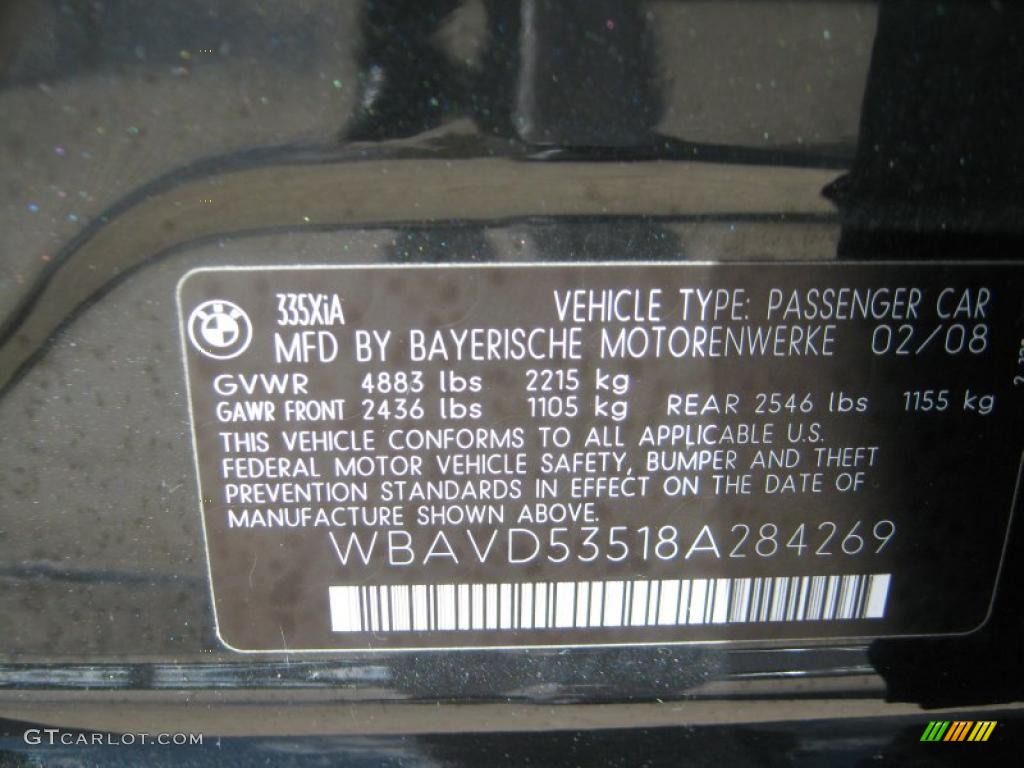 335XiA VEHICLE TYPE: PASSENGER CAR
MFD BY BAYERISCHE MOTORENWERKE 02/08
GVWR 4883 lbs 2215 kg
GAWR FRONT 2436 lbs 1105 kg REAR 2546 lbs 1155 kg
THIS VEHICLE CONFORMS TO ALL APPLICABLE U.S.
FEDERAL MOTOR VEHICLE SAFETY, BUMPER AND THEFT
PREVENTION STANDARDS IN EFFECT ON THE DATE OF
MANUFACTURE SHOWN ABOVE.
WBAVD53518A284269
GTCARLOT.COM